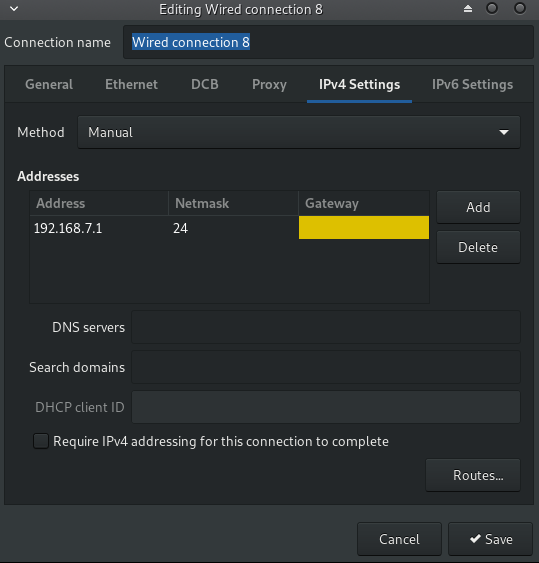 Editing Wired connection 8
Connection name Wired connection 8
General Ethernet DCB Proxy IPv4 Settings IPv6 Settings
Method Manual
Addresses
Address Netmask Gateway
192.168.7.1 24
Add
Delete
DNS servers
Search domains
DHCP client ID
Require IPv4 addressing for this connection to complete
Routes...
Cancel Save